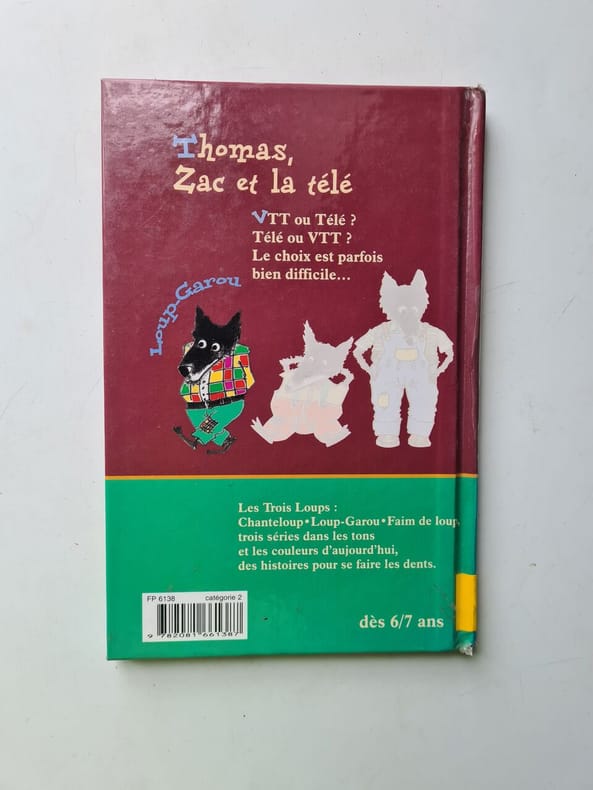 Thomas,
Zac et la télé
VTT ou Télé ?
Télé ou VTT ?
Le choix est parfois
bien difficile...
Loup-Garou
Les Trois Loups :
Chanteloup • Loup-Garou • Faim de loup,
trois séries dans les tons
et les couleurs d'aujourd'hui,
des histoires pour se faire les dents.
FP 6138 catégorie 2
9 782081 661387
dès 6/7 ans